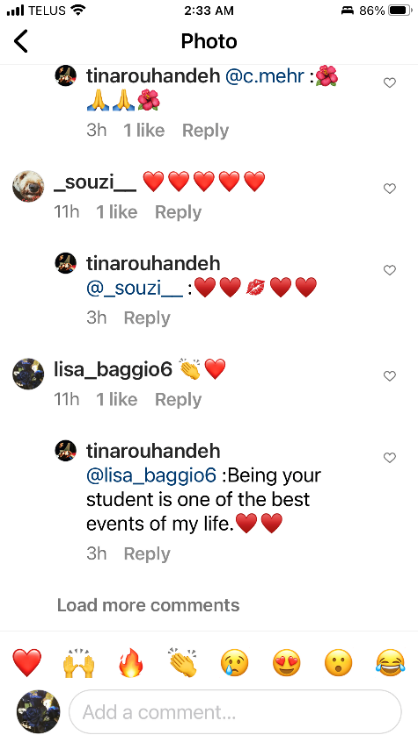 TELUS 2:33 AM 86%
Photo
tinarouhandeh @c.mehr :🌺
🙏🙏🌺
3h 1 like Reply
_souzi__ ❤️❤️❤️❤️❤️
11h 1 like Reply
tinarouhandeh
@_souzi__ :♥️♥️💋♥️♥️
3h Reply
lisa_baggio6 👏❤️
11h 1 like Reply
tinarouhandeh
@lisa_baggio6 :Being your
student is one of the best
events of my life.♥️♥️
3h Reply
Load more comments
❤️🙌🔥👏😢😍😮😂
Add a comment...